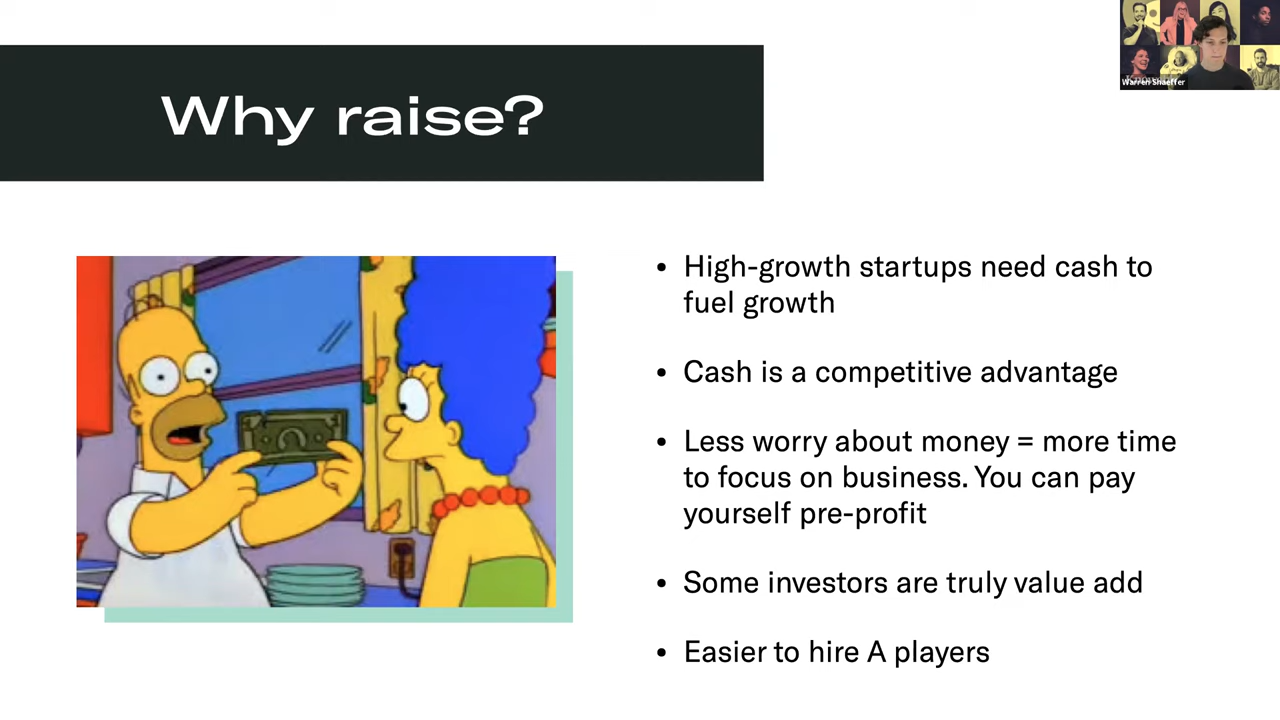 Warren Shaeffer
Why raise?
• High-growth startups need cash to
fuel growth
• Cash is a competitive advantage
• Less worry about money = more time
to focus on business. You can pay
yourself pre-profit
• Some investors are truly value add
• Easier to hire A players